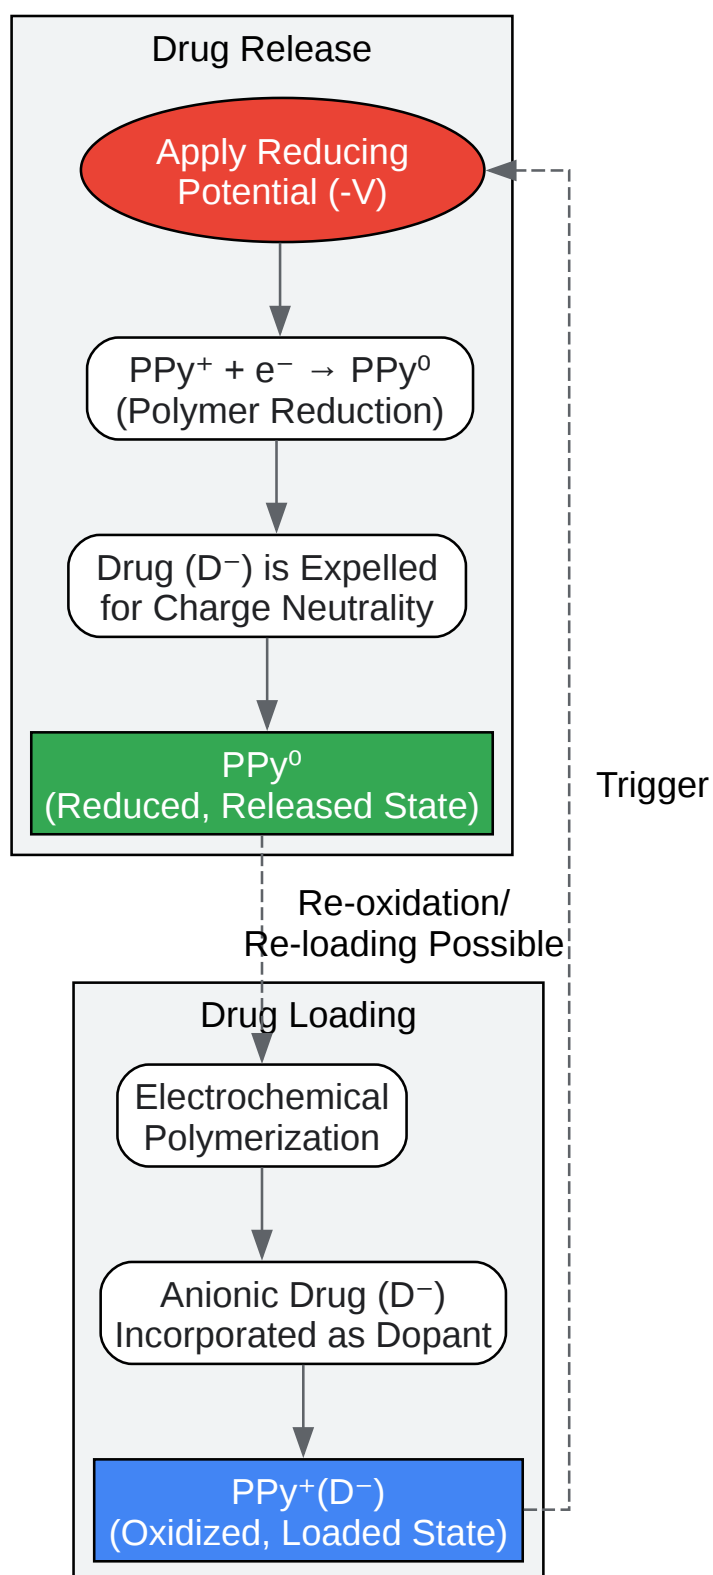 Drug Release
Apply Reducing
Potential (-V)
PPy⁺ + e⁻ → PPy⁰
(Polymer Reduction)
Drug (D⁻) is Expelled
for Charge Neutrality
PPy⁰
(Reduced, Released State)
Trigger
Re-oxidation/
Re-loading Possible
Drug Loading
Electrochemical
Polymerization
Anionic Drug (D⁻)
Incorporated as Dopant
PPy⁺(D⁻)
(Oxidized, Loaded State)